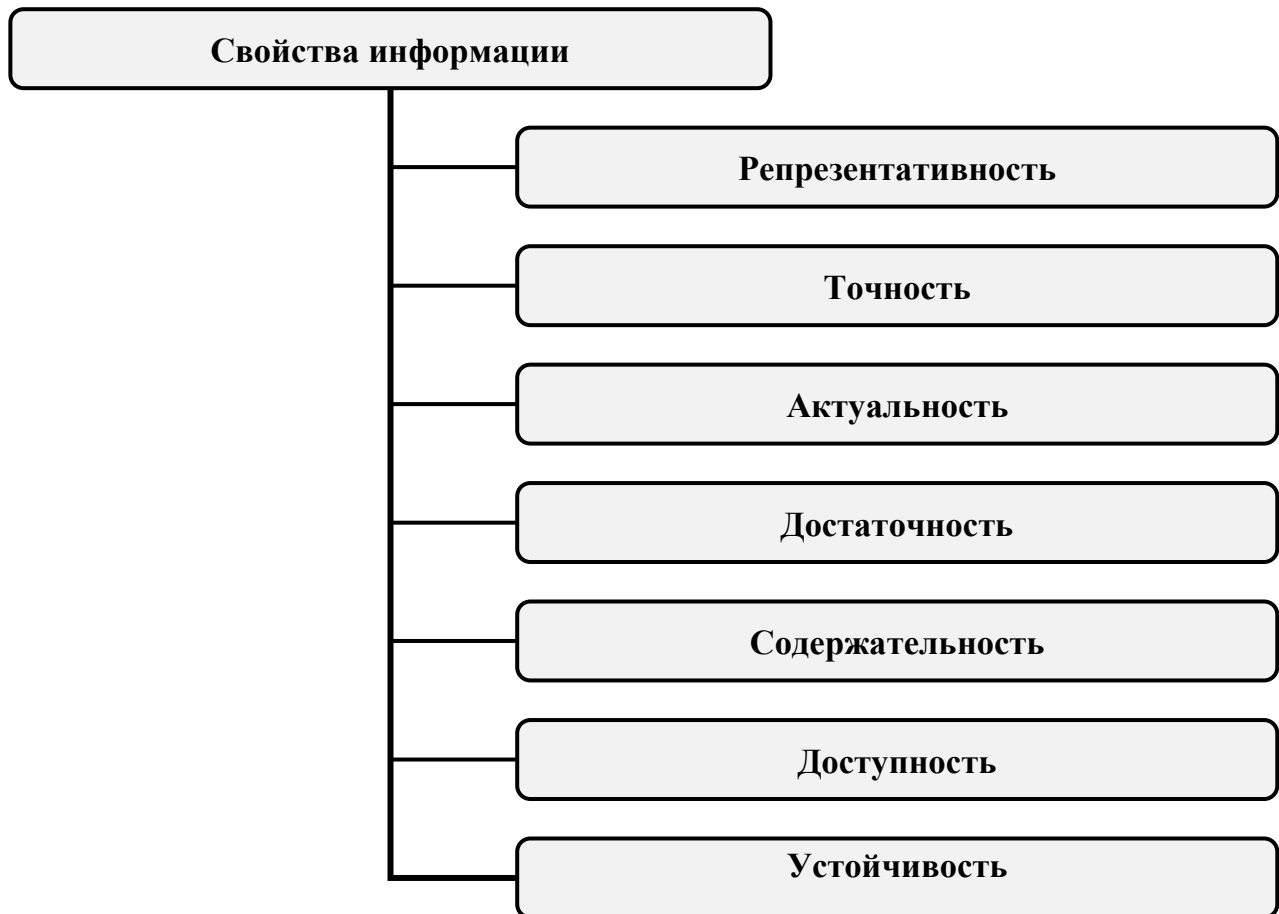 Свойства информации
Репрезентативность
Точность
Актуальность
Достаточность
Содержательность
Доступность
Устойчивость